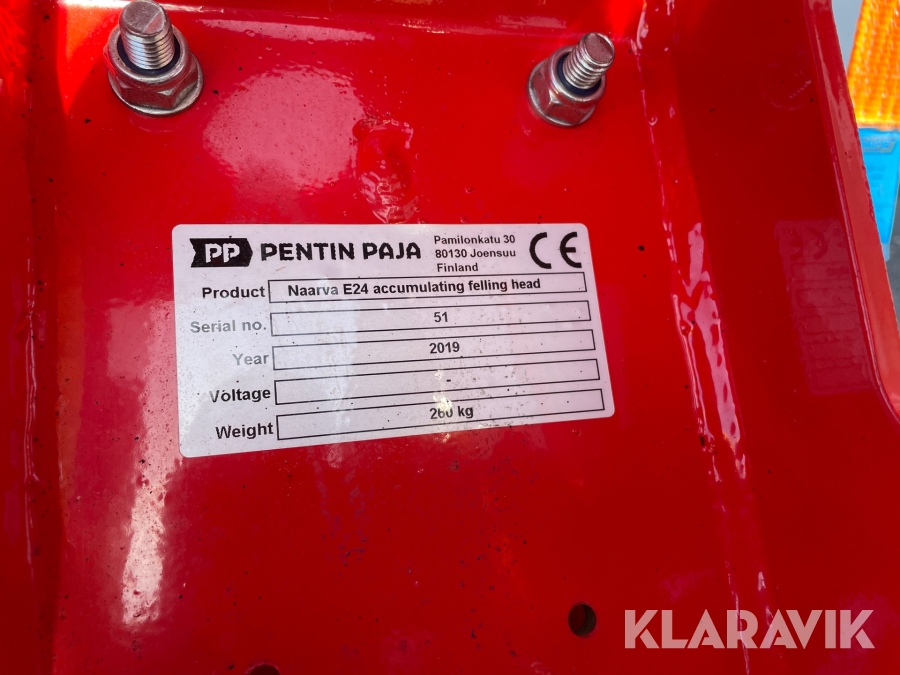 PP PENTIN PAJA
Pamilonkatu 30
80130 Joensuu
Finland
CE
Product Naarva E24 accumulating felling head
Serial no. 51
Year 2019
Voltage -
Weight 260 kg
KLARAVIK